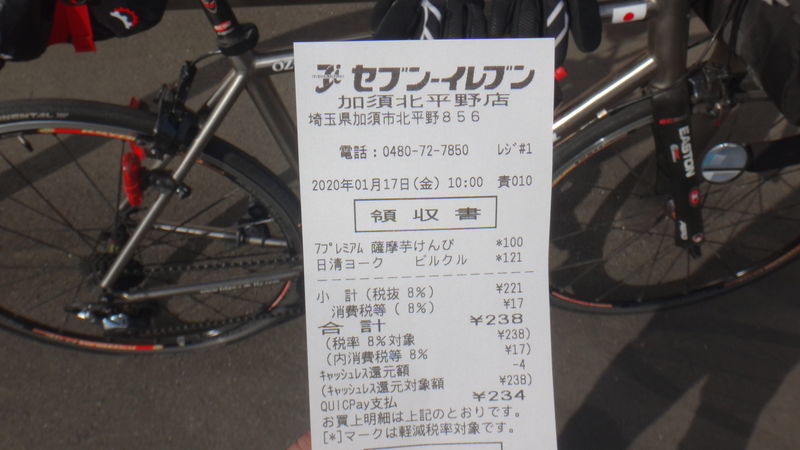 OZ
EASTON
セブン-イレブン
加須北平野店
埼玉県加須市北平野856
電話：0480-72-7850 ﾚｼﾞ#1
2020年01月17日(金) 10:00 責010
領収書
7ﾌﾟﾚﾐｱﾑ 薩摩芋けんぴ *100
日清ヨーク ピルクル *121
小 計(税抜 8%) ¥221
消費税等( 8%) ¥17
合 計 ¥238
(税率 8%対象 ¥238)
(内消費税等 8% ¥17)
ｷｬｯｼｭﾚｽ還元額 -4
(ｷｬｯｼｭﾚｽ還元対象額 ¥238)
QUICPay支払 ¥234
お買上明細は上記のとおりです。
[*]マークは軽減税率対象です。